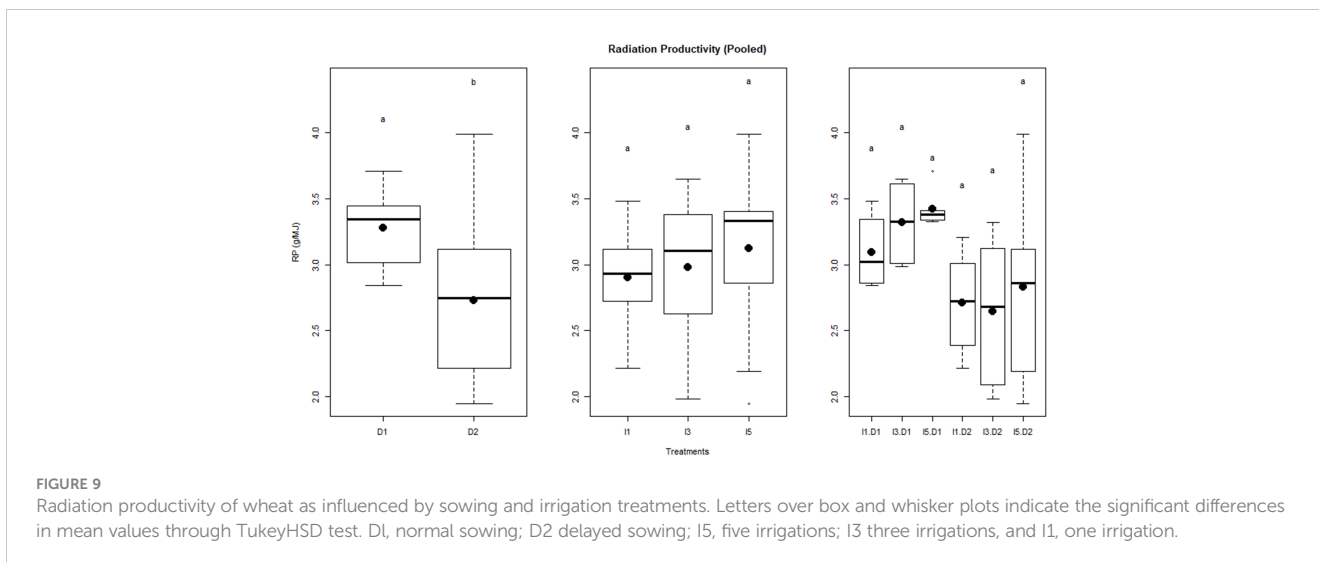 Radiation Productivity (Pooled)
RP (g/MJ)
4.0
3.5
3.0
2.5
2.0
a
b
D1
D2
4.0
3.5
3.0
2.5
2.0
a
a
a
I1
I3
I5
Treatments
4.0
3.5
3.0
2.5
2.0
a
a
a
a
a
a
I1.D1
I3.D1
I5.D1
I1.D2
I3.D2
I5.D2
FIGURE 9
Radiation productivity of wheat as influenced by sowing and irrigation treatments. Letters over box and whisker plots indicate the significant differences
in mean values through TukeyHSD test. Dl, normal sowing; D2 delayed sowing; I5, five irrigations; I3 three irrigations, and I1, one irrigation.